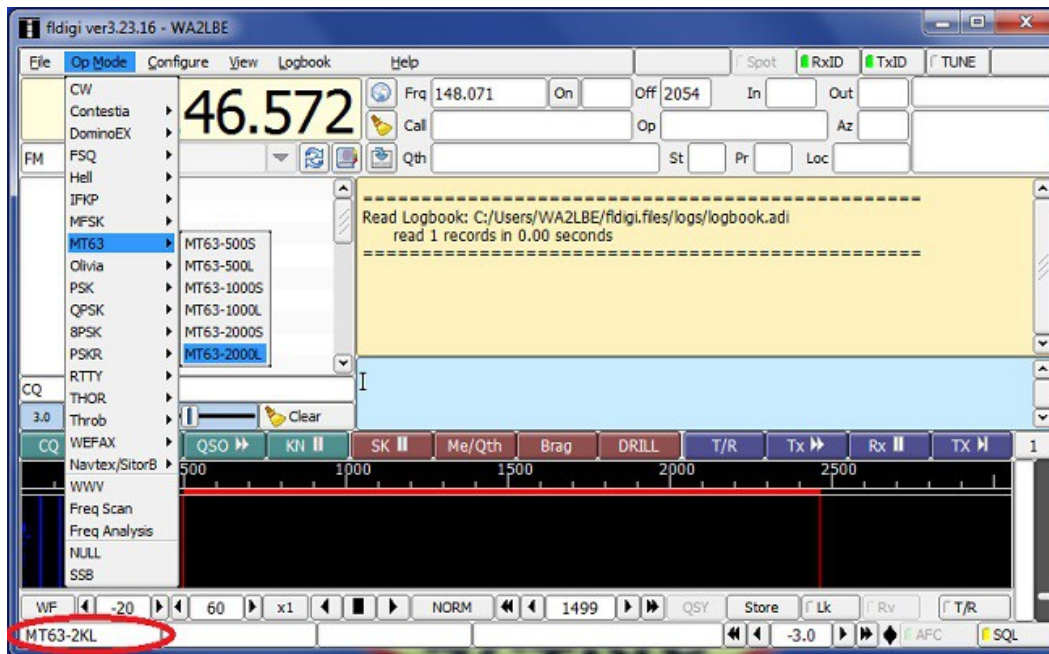 fldigi ver3.23.16 - WA2LBE
File Op Mode Configure View Logbook Help Spot RxID TxID TUNE
46.572 Frq 148.071 On Off 2054 In Out
Call Op Az
FM Qth St Pr Loc
CW
Contestia
DominoEX
FSQ
Hell
IFKP
MFSK
MT63
Olivia
PSK
QPSK
8PSK
PSKR
RTTY
THOR
Throb
WEFAX
Navtex/SitorB
WWV
Freq Scan
Freq Analysis
NULL
SSB
MT63-500S
MT63-500L
MT63-1000S
MT63-1000L
MT63-2000S
MT63-2000L
==================================================
Read Logbook: C:/Users/WA2LBE/fldigi.files/logs/logbook.adi
read 1 records in 0.00 seconds
==================================================
CQ
3.0 Clear
CQ QSO KN SK Me/Qth Brag DRILL T/R Tx Rx TX 1
500 1000 1500 2000 2500
WF -20 60 x1 NORM 1499 QSY Store Lk Rv T/R
MT63-2KL -3.0 AFC SQL